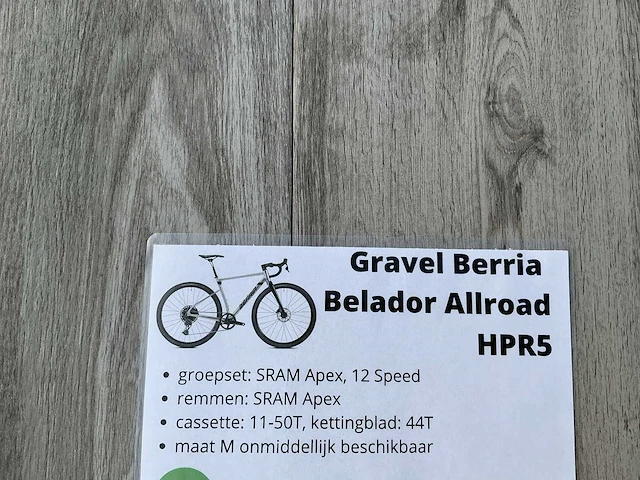 Gravel Berria
Belador Allroad
HPR5
• groepset: SRAM Apex, 12 Speed
• remmen: SRAM Apex
• cassette: 11-50T, kettingblad: 44T
• maat M onmiddellijk beschikbaar